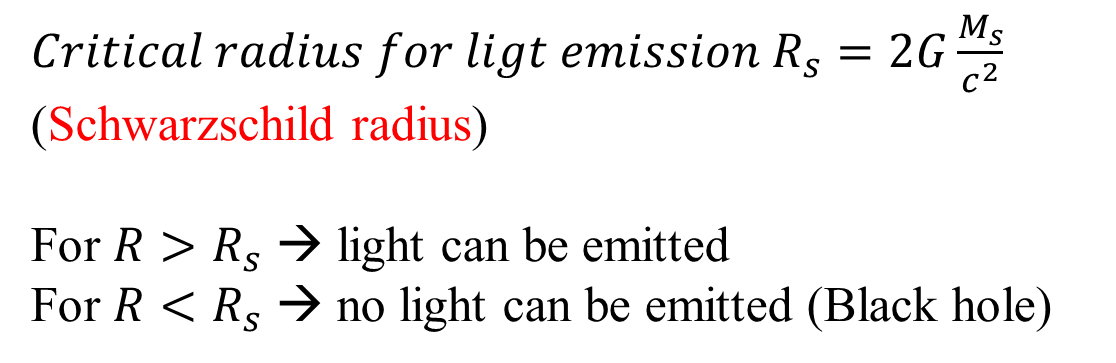 Critical radius for ligt emission R_s = 2G M_s/c^2
(Schwarzschild radius)
For R > R_s → light can be emitted
For R < R_s → no light can be emitted (Black hole)